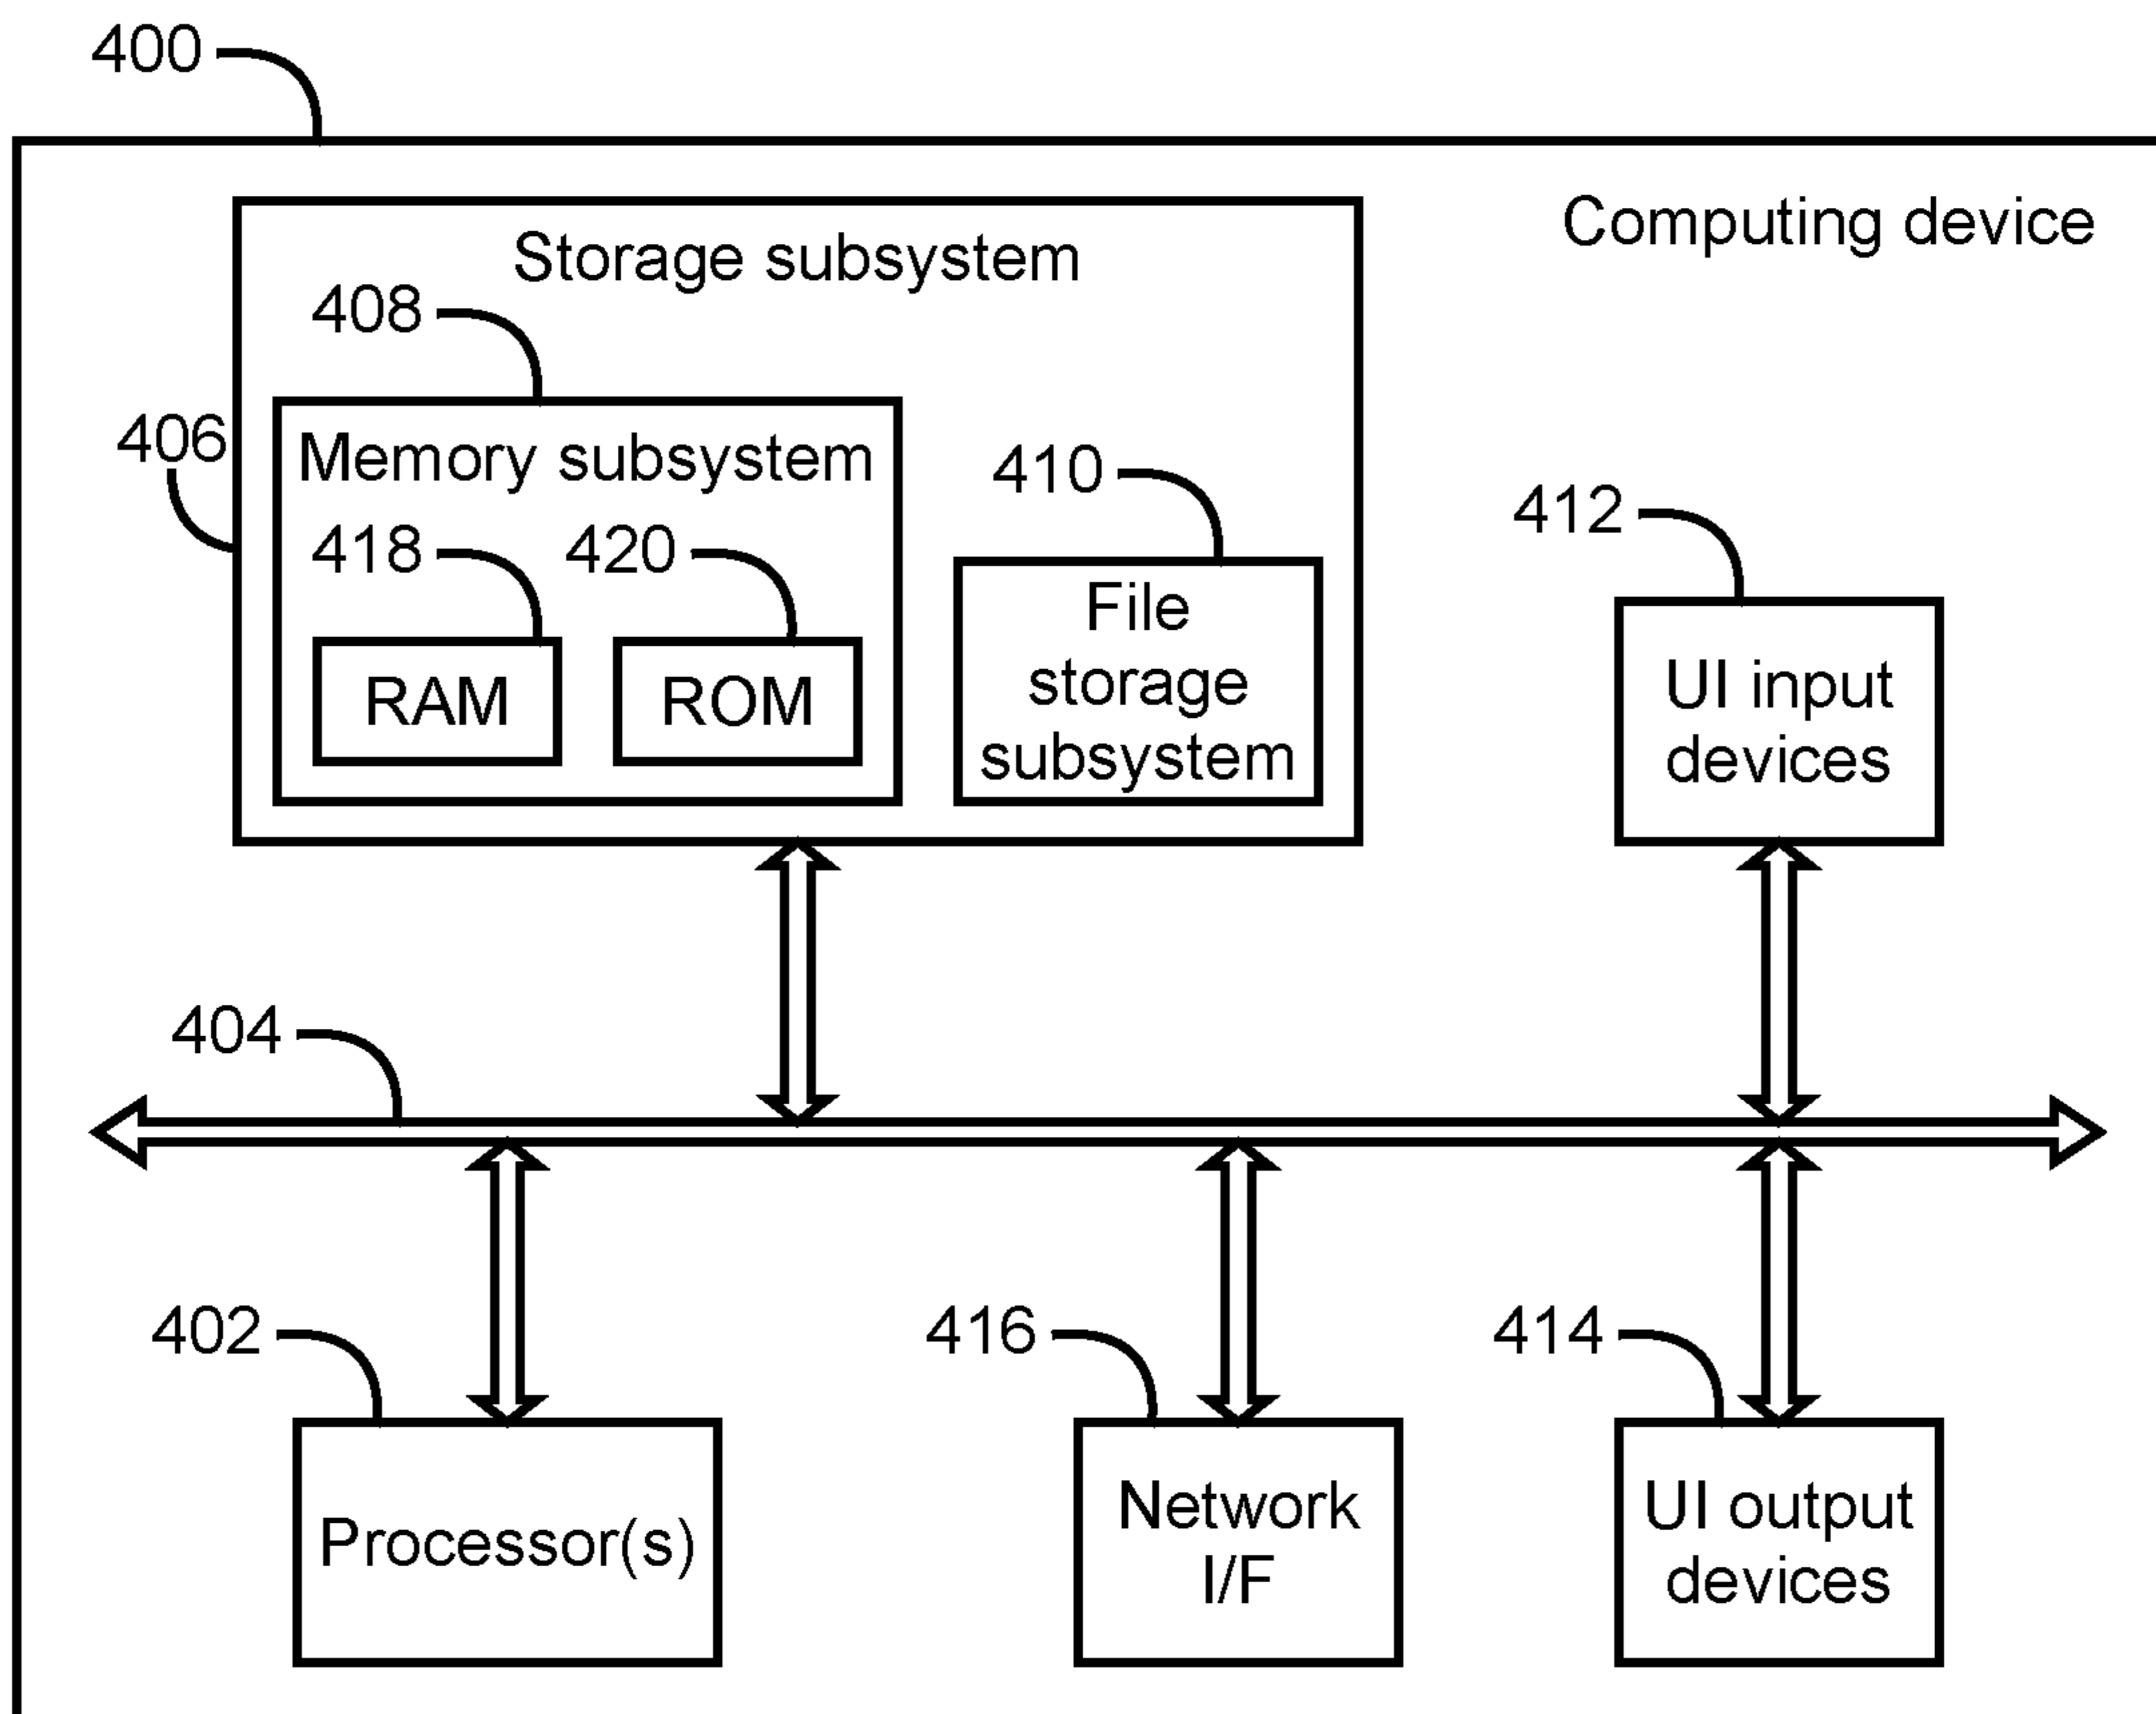 400
Computing device
Storage subsystem
408
406
Memory subsystem
410
418
420
412
File
storage
subsystem
RAM
ROM
UI input
devices
404
402
416
414
Processor(s)
Network
I/F
UI output
devices